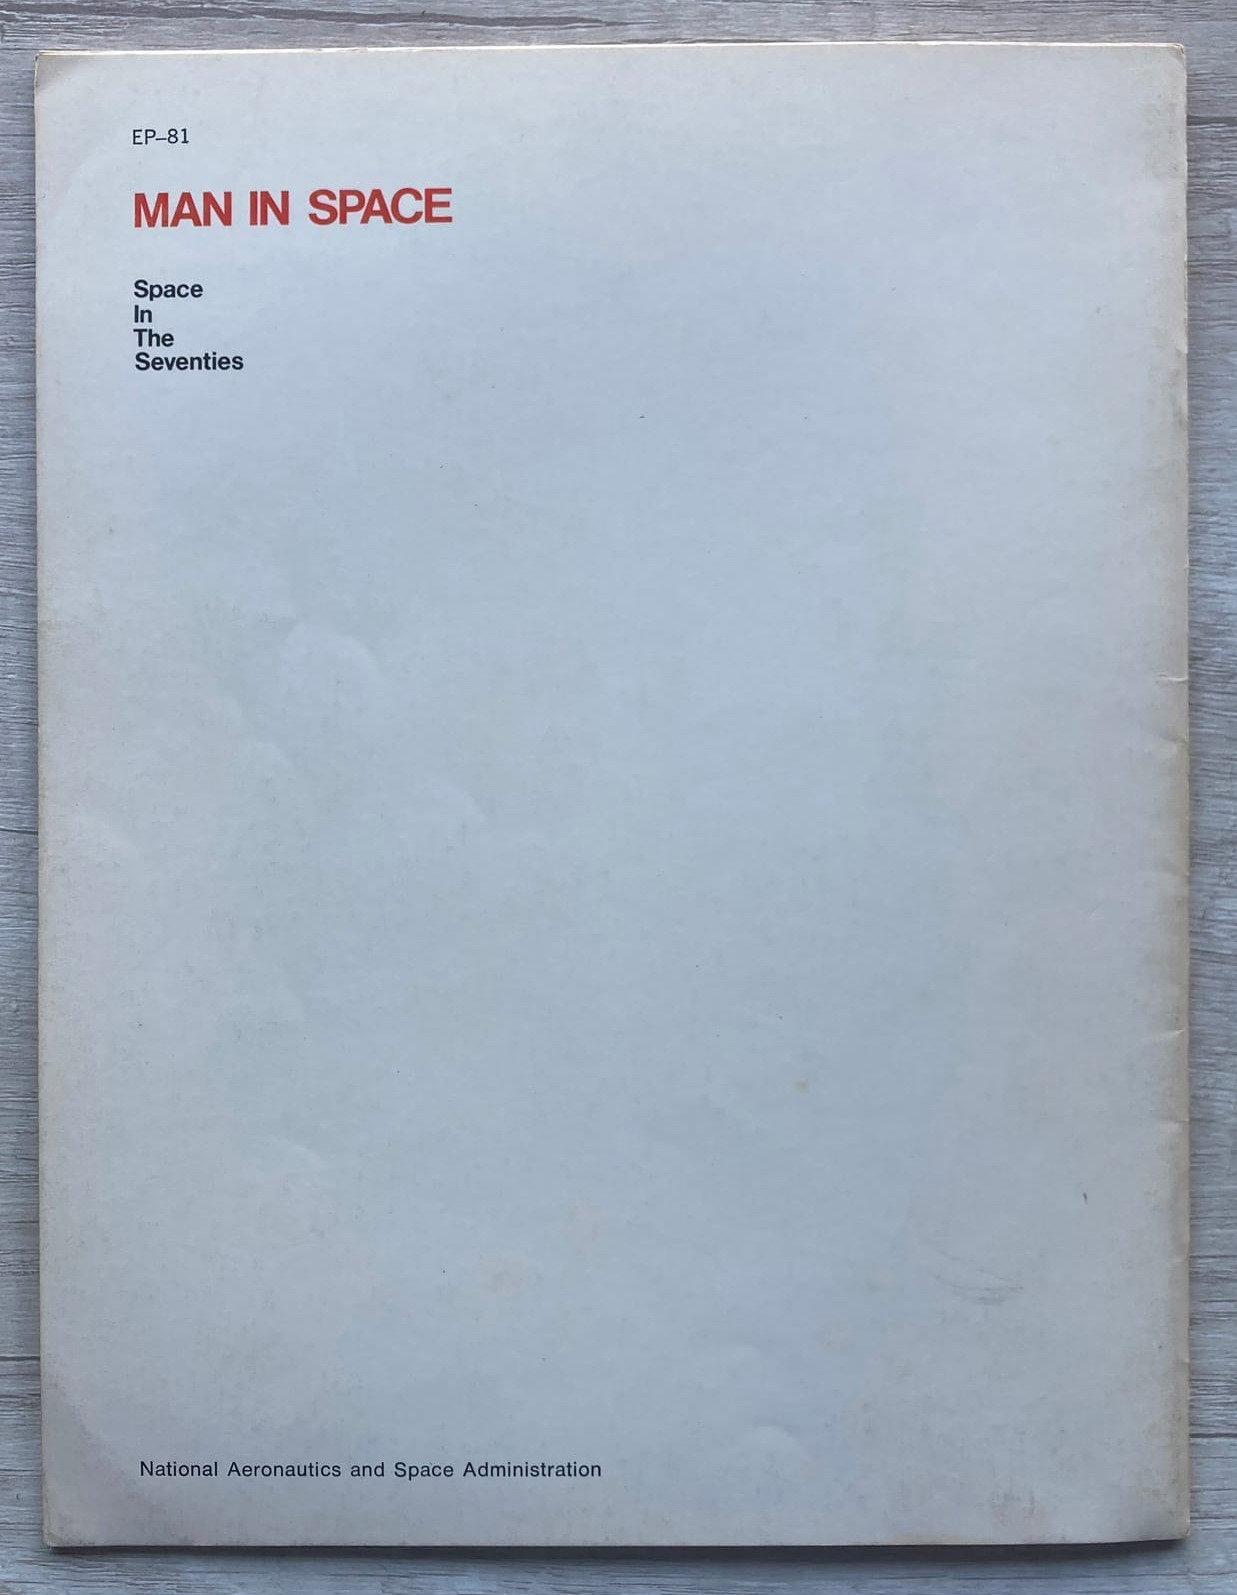 EP–81
MAN IN SPACE
Space
In
The
Seventies
National Aeronautics and Space Administration